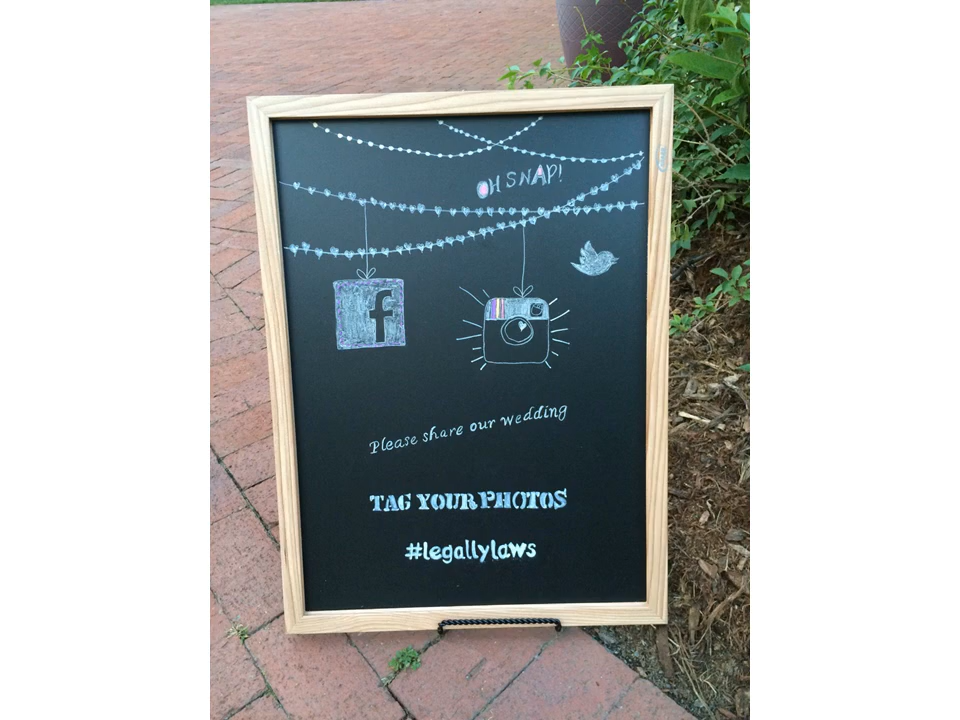 OH SNAP!
f
Please share our wedding
TAG YOUR PHOTOS
#legallylaws